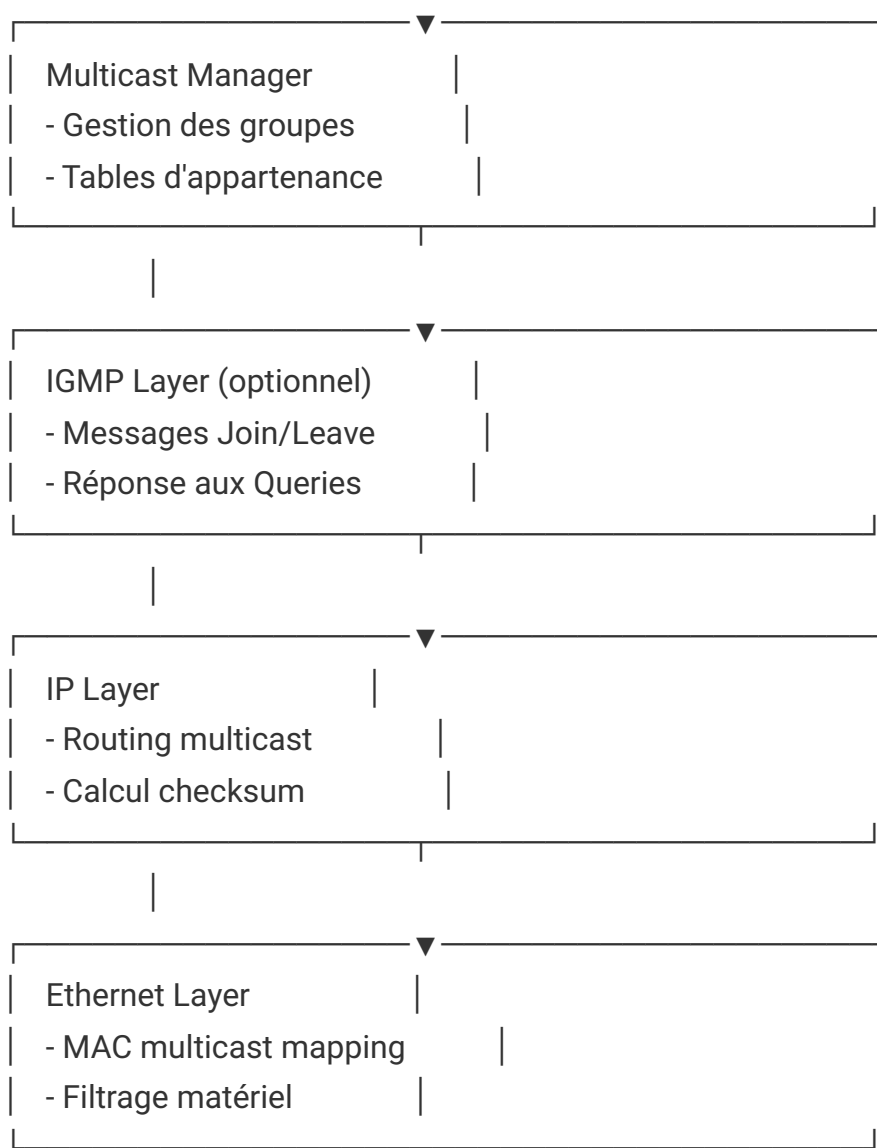 Multicast Manager
- Gestion des groupes
- Tables d'appartenance
IGMP Layer (optionnel)
- Messages Join/Leave
- Réponse aux Queries
IP Layer
- Routing multicast
- Calcul checksum
Ethernet Layer
- MAC multicast mapping
- Filtrage matériel